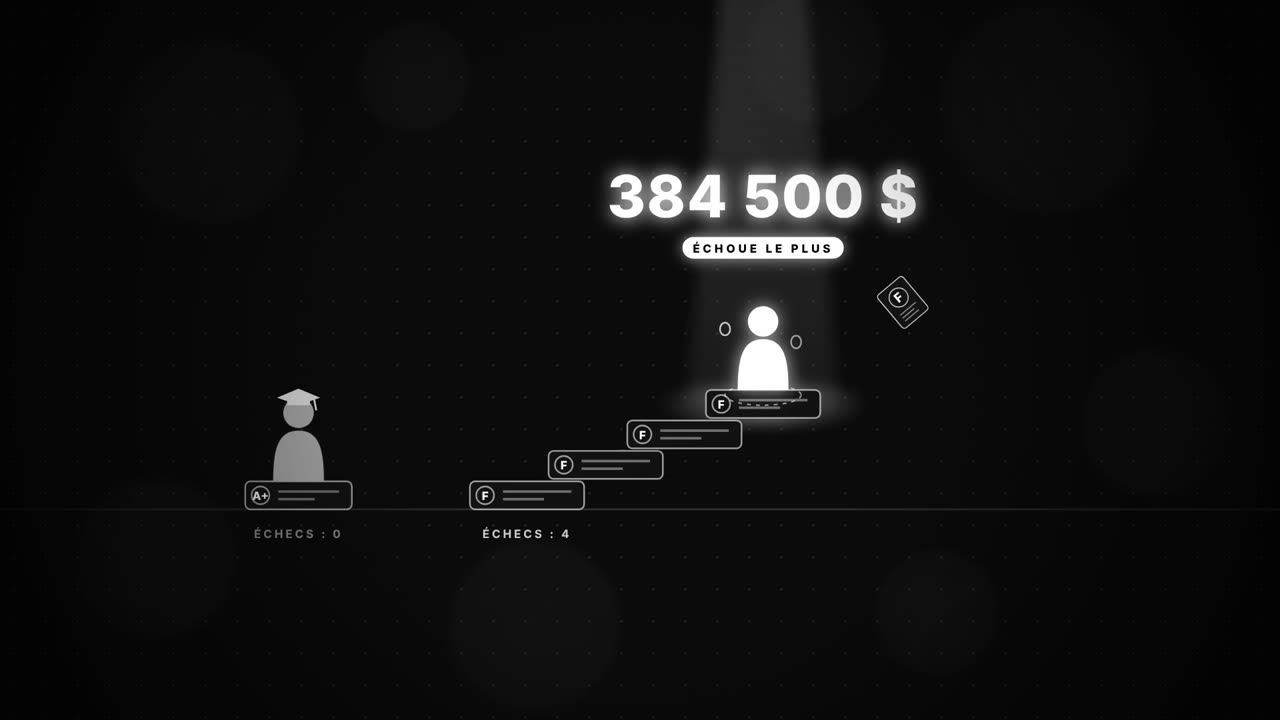 384 500 $
ÉCHOUE LE PLUS
F
F
F
F
A+
F
ÉCHECS : 0
ÉCHECS : 4